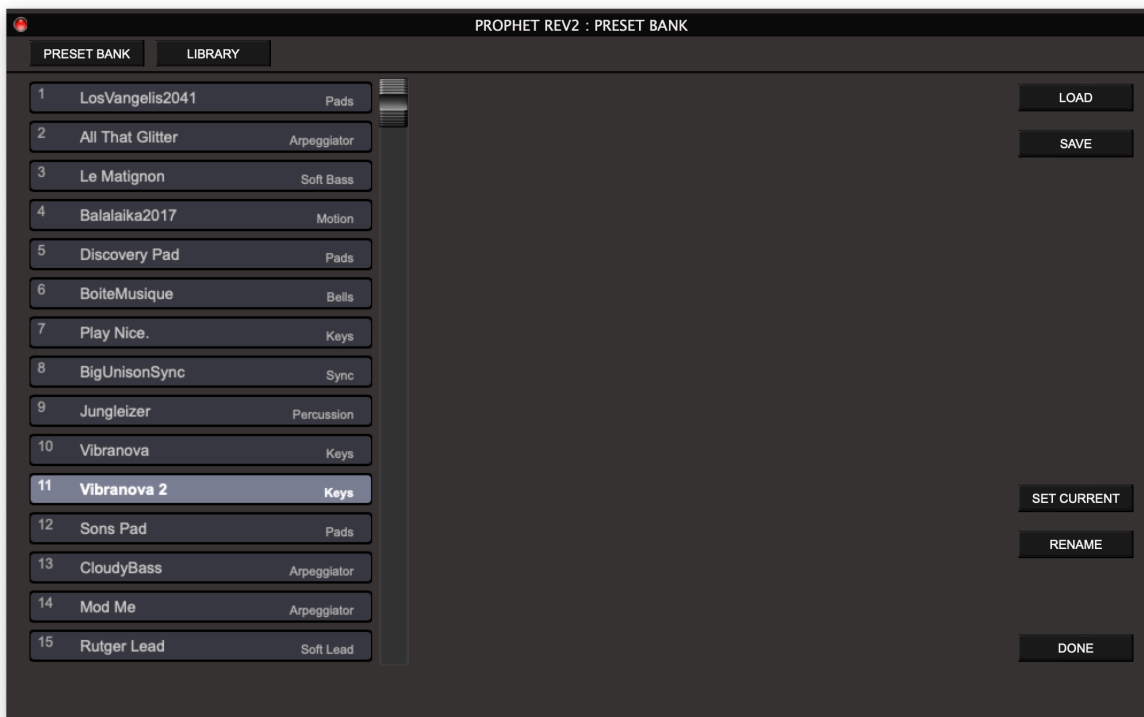 PROPHET REV2 : PRESET BANK
PRESET BANK LIBRARY
1 LosVangelis2041 Pads
2 All That Glitter Arpeggiator
3 Le Matignon Soft Bass
4 Balalaika2017 Motion
5 Discovery Pad Pads
6 BoiteMusique Bells
7 Play Nice. Keys
8 BigUnisonSync Sync
9 Jungleizer Percussion
10 Vibranova Keys
11 Vibranova 2 Keys
12 Sons Pad Pads
13 CloudyBass Arpeggiator
14 Mod Me Arpeggiator
15 Rutger Lead Soft Lead
LOAD
SAVE
SET CURRENT
RENAME
DONE